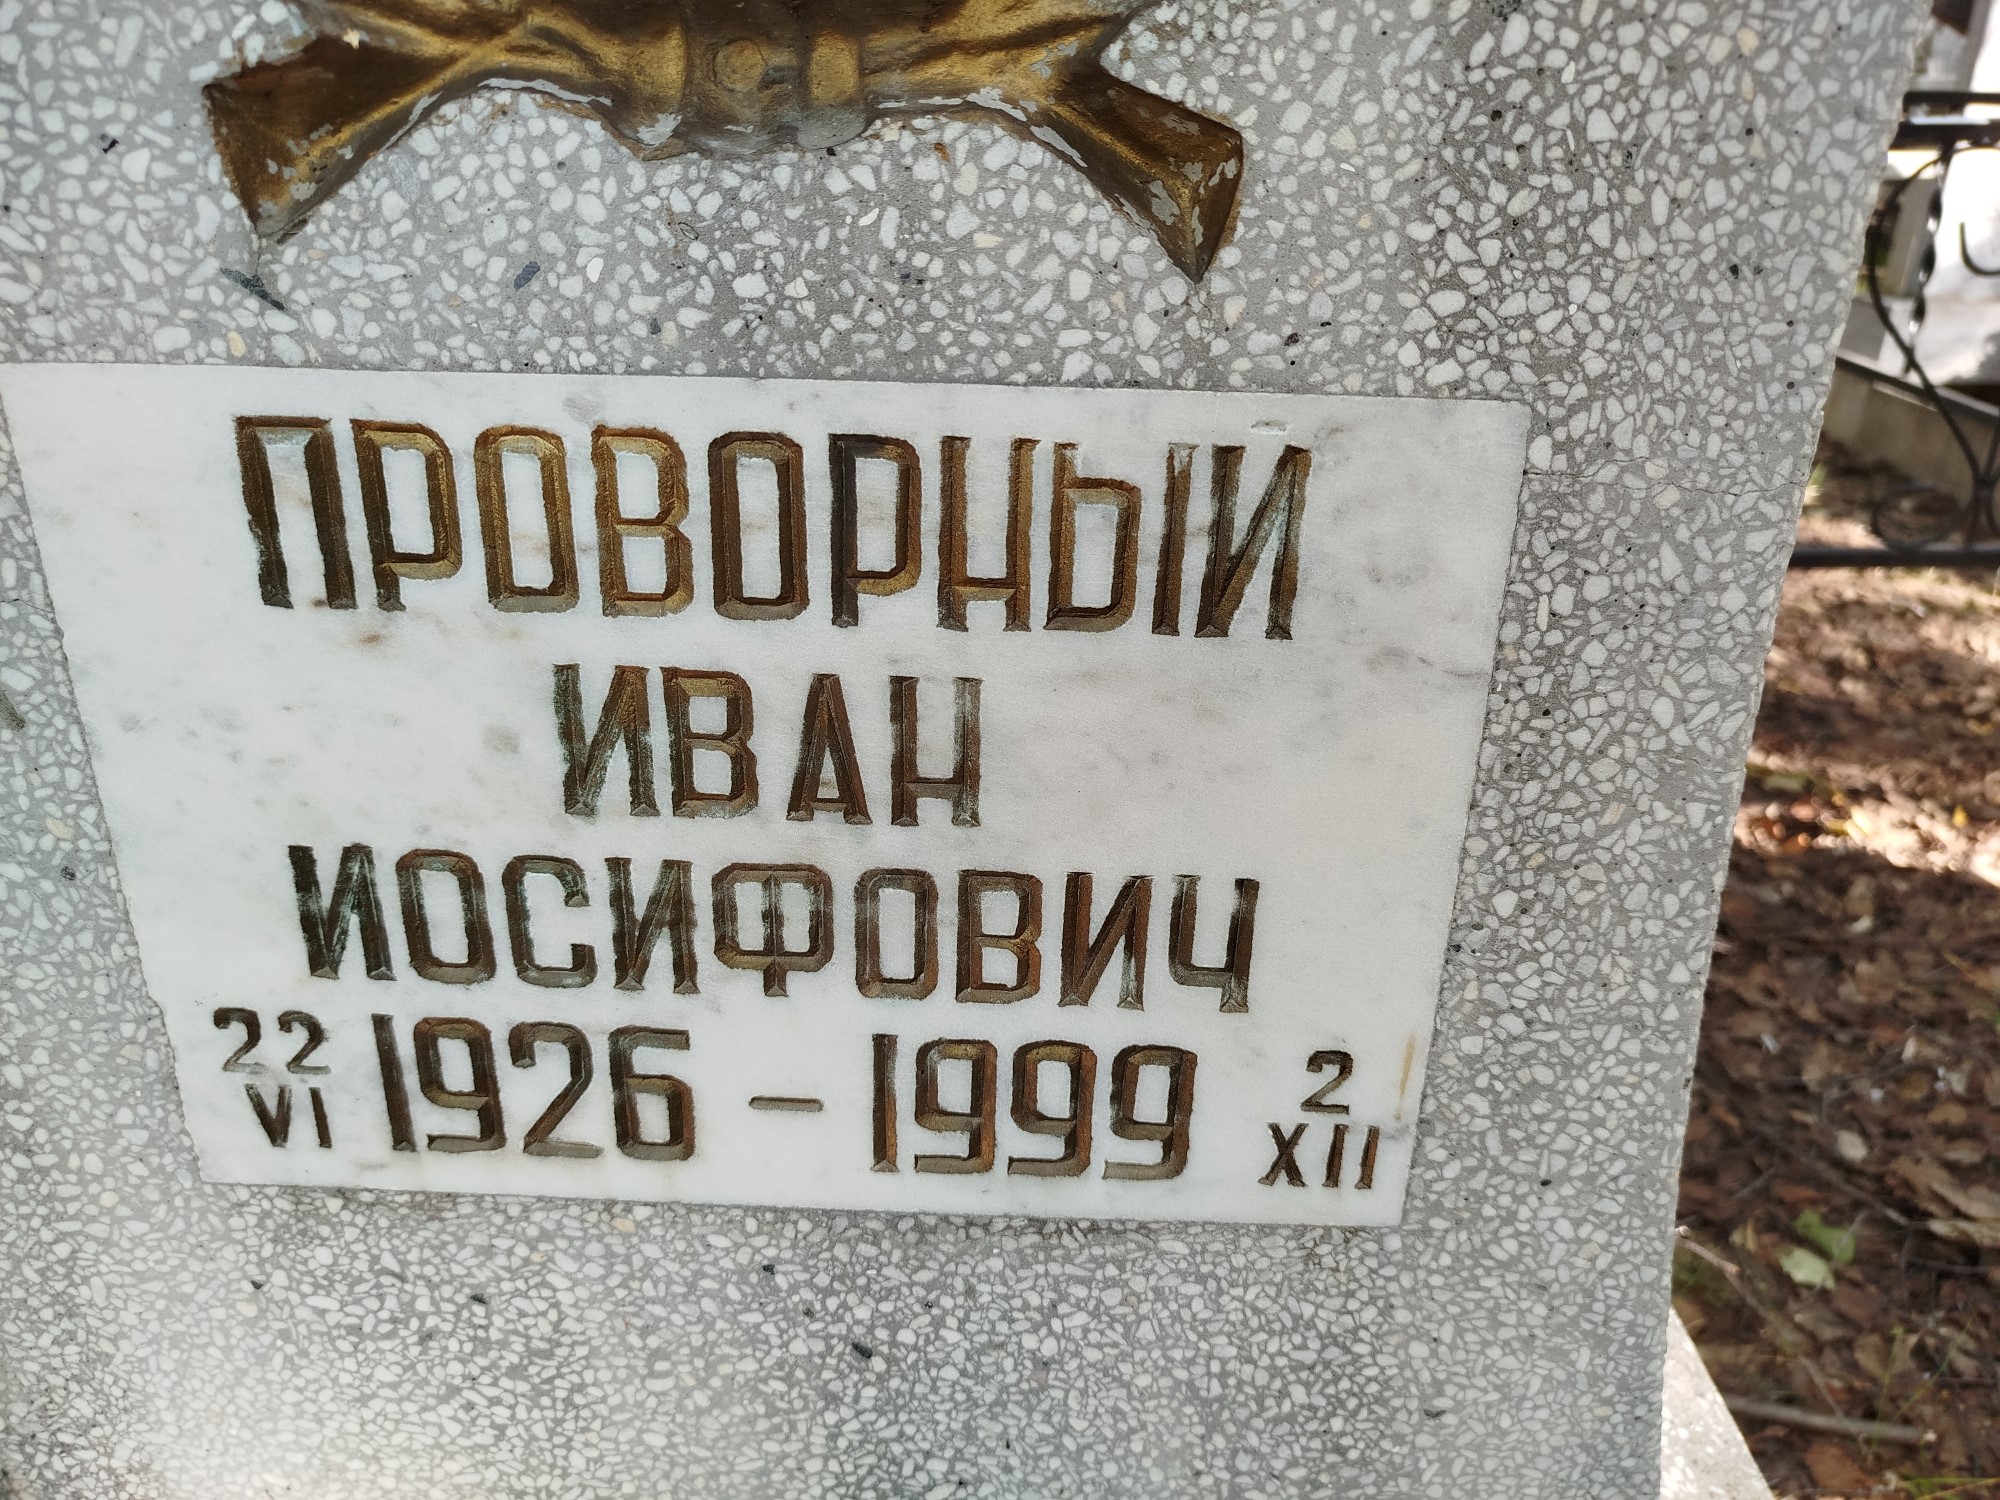 ПРОВОРНЫЙ
ИВАН
ИОСИФОВИЧ
22 VI 1926 – 1999 2 XII